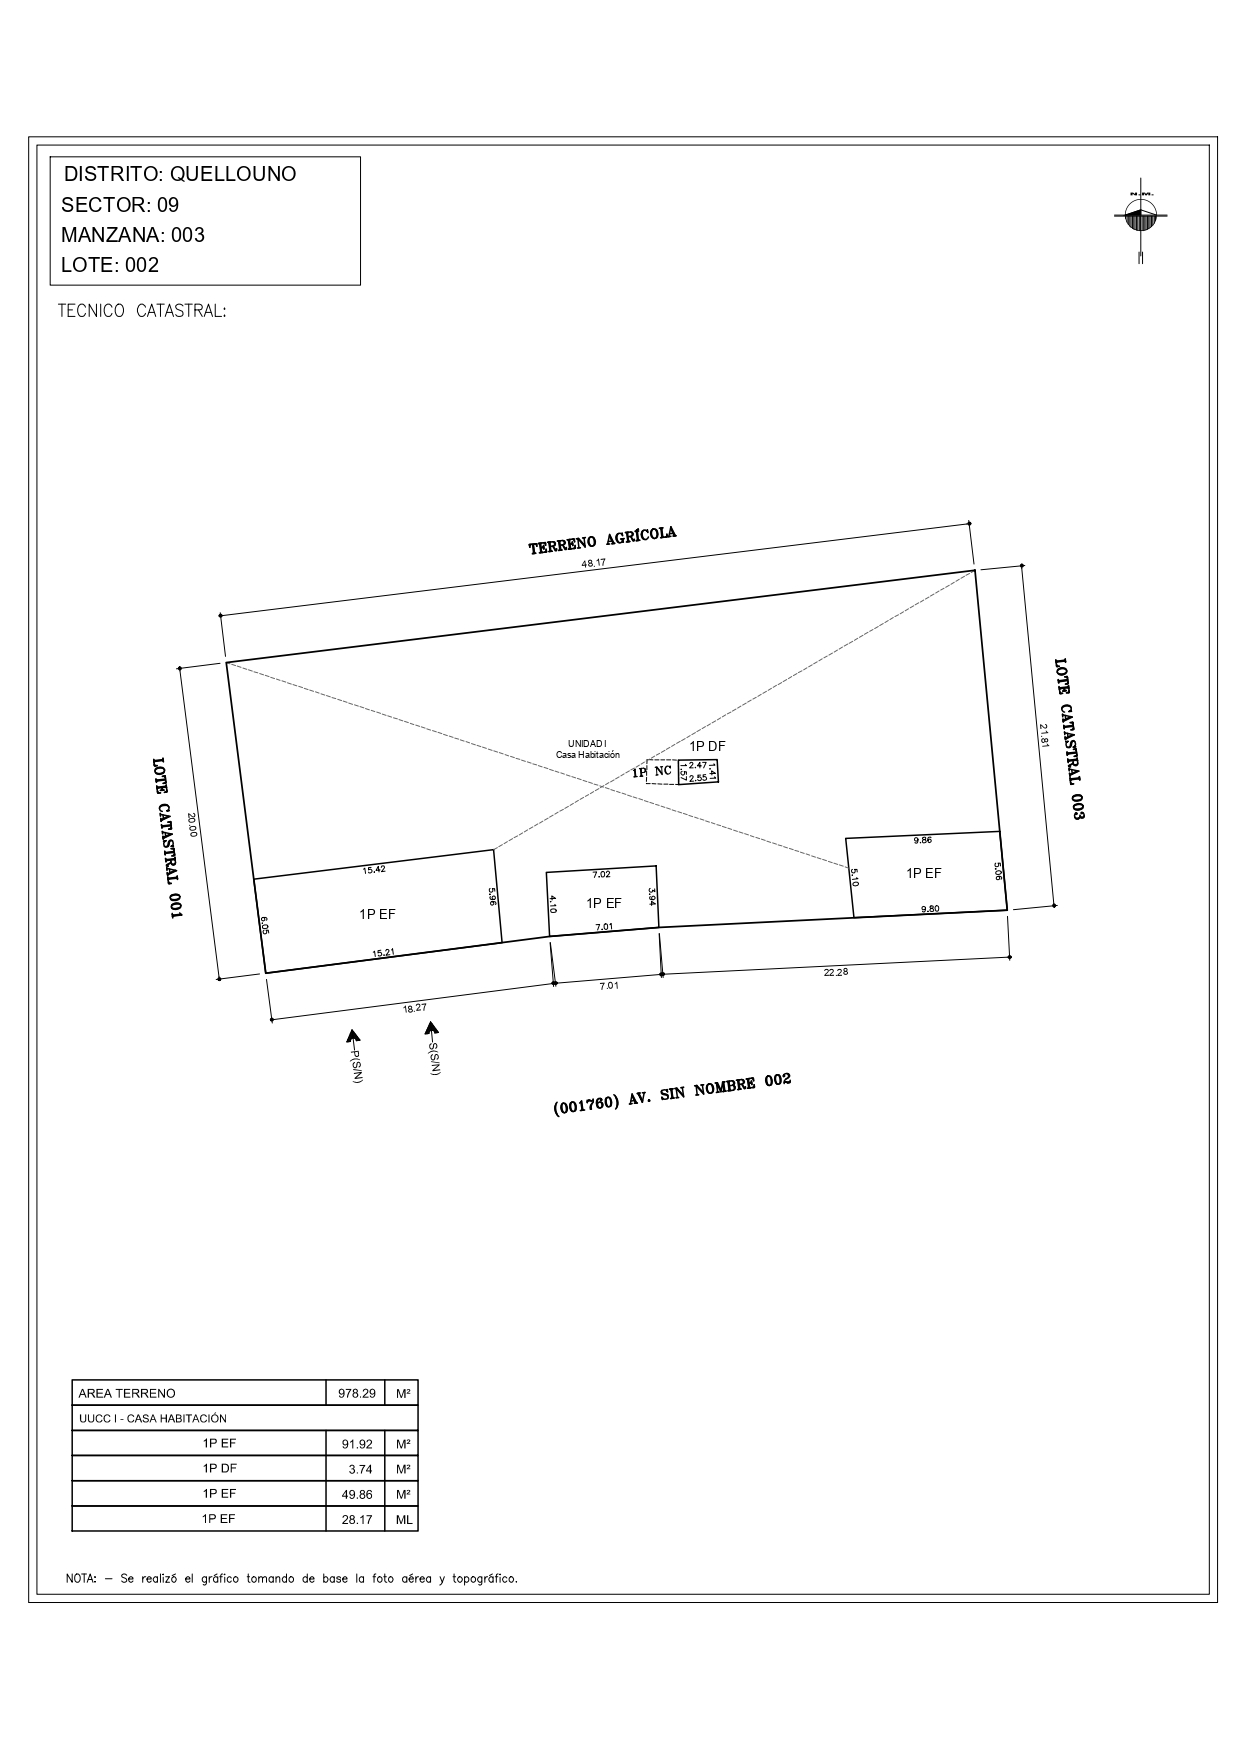 DISTRITO: QUELLOUNO
SECTOR: 09
MANZANA: 003
LOTE: 002
N.M.
TECNICO CATASTRAL:
TERRENO AGRÍCOLA
48.17
LOTE CATASTRAL 001
20.00
LOTE CATASTRAL 003
21.81
UNIDAD I
Casa Habitación
1P DF
1P NC
1.57
2.47
2.55
1.41
15.42
1P EF
6.05
5.96
15.21
7.02
4.10
1P EF
3.94
7.01
9.86
5.10
1P EF
5.06
9.80
18.27
7.01
22.28
P(S/N)
S(S/N)
(001760) AV. SIN NOMBRE 002
AREA TERRENO 978.29 M²
UUCC I - CASA HABITACIÓN
1P EF 91.92 M²
1P DF 3.74 M²
1P EF 49.86 M²
1P EF 28.17 ML
NOTA: - Se realizó el gráfico tomando de base la foto aérea y topográfico.